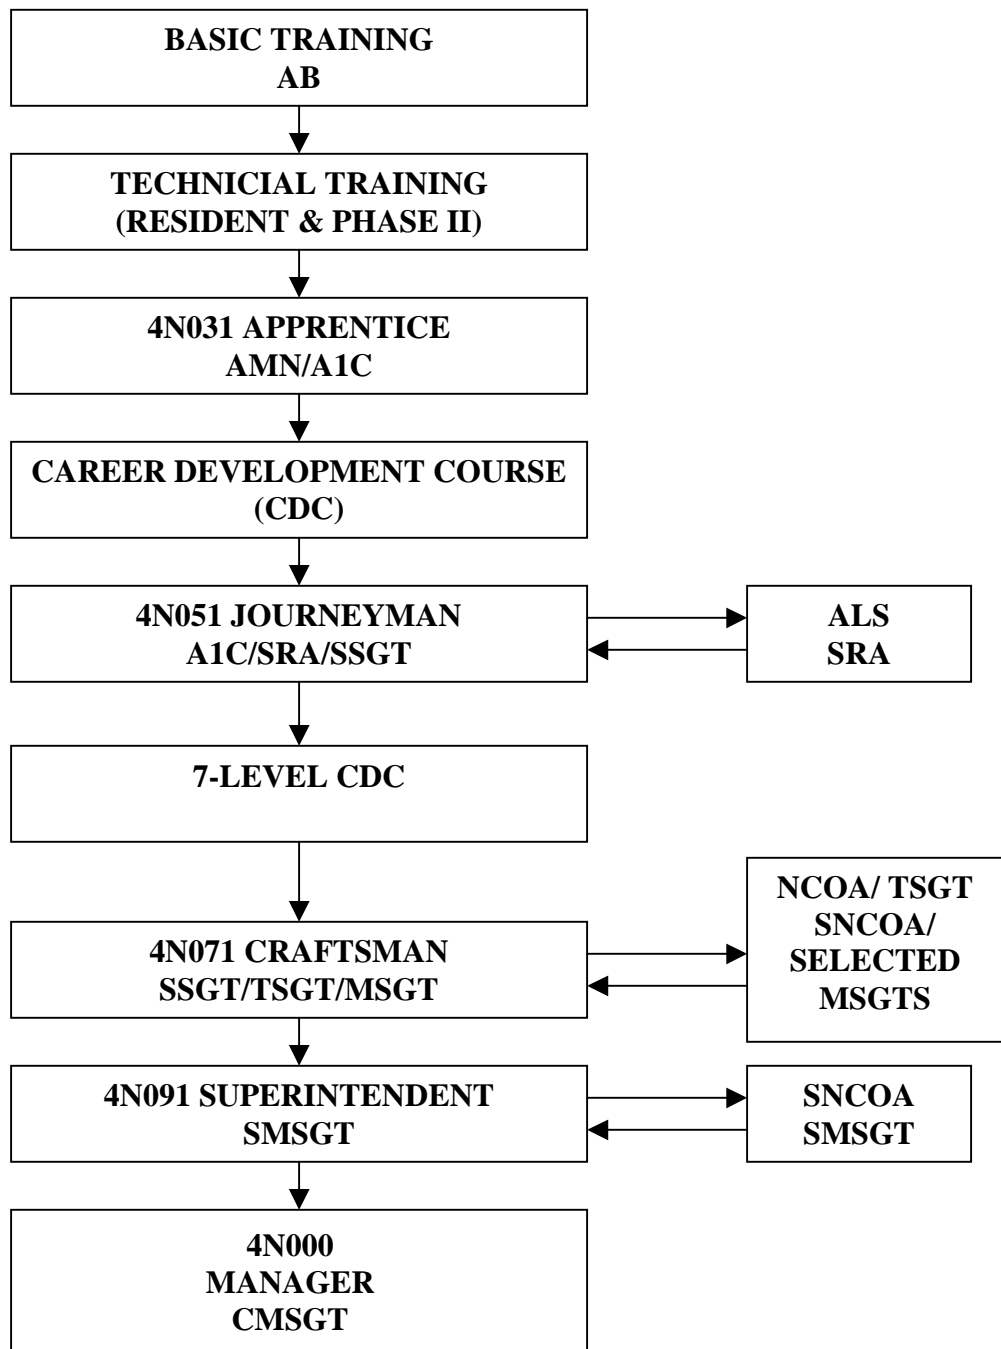 BASIC TRAINING
AB
TECHNICIAL TRAINING
(RESIDENT & PHASE II)
4N031 APPRENTICE
AMN/A1C
CAREER DEVELOPMENT COURSE
(CDC)
4N051 JOURNEYMAN
A1C/SRA/SSGT
ALS
SRA
7-LEVEL CDC
4N071 CRAFTSMAN
SSGT/TSGT/MSGT
NCOA/ TSGT
SNCOA/
SELECTED
MSGTS
4N091 SUPERINTENDENT
SMSGT
SNCOA
SMSGT
4N000
MANAGER
CMSGT